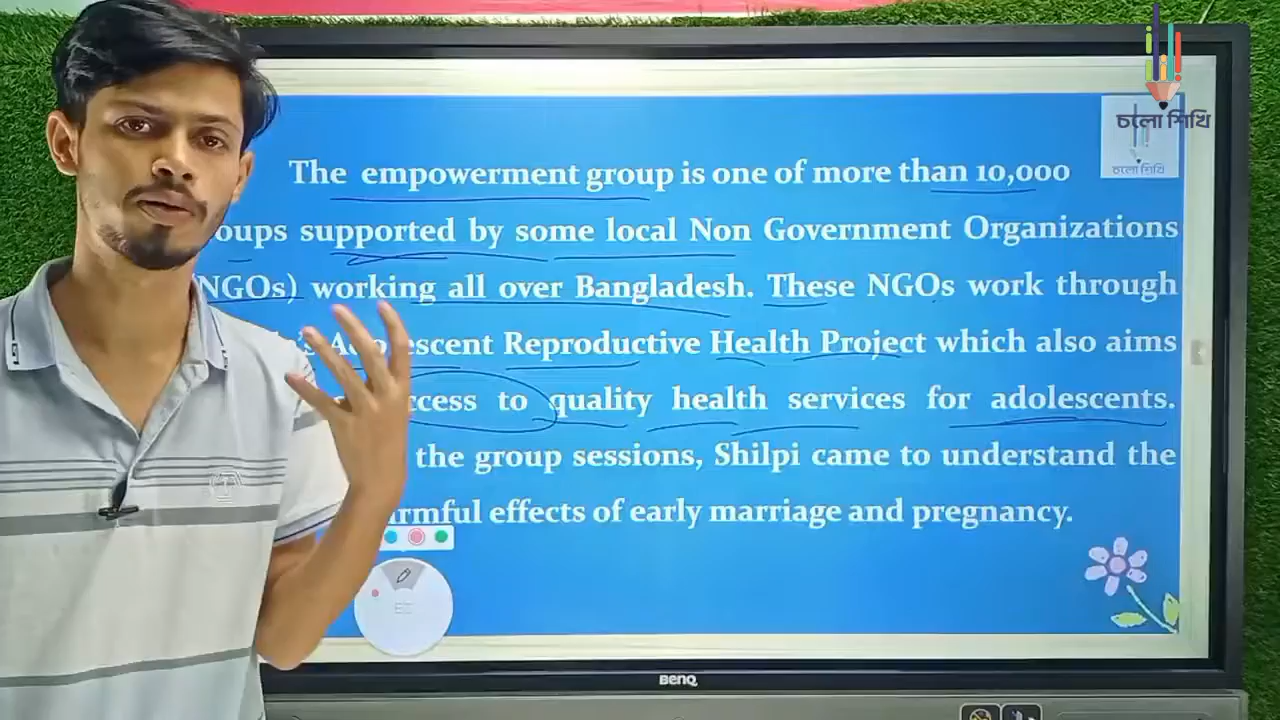 চলো শিখি
চলো শিখি
The empowerment group is one of more than 10,000
supported by some local Non Government Organizations
(NGOs) working all over Bangladesh. These NGOs work through
Reproductive Health Project which also aims
to quality health services for adolescents.
the group sessions, Shilpi came to understand the
effects of early marriage and pregnancy.
BenQ